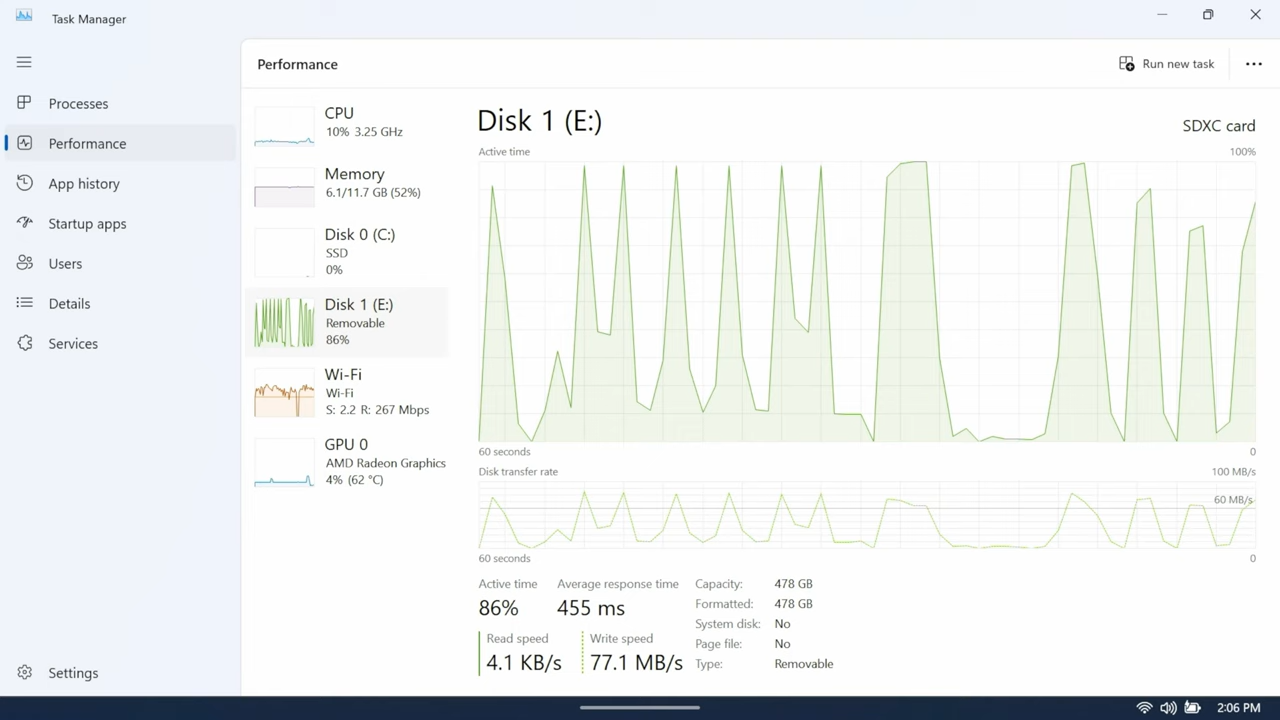 Task Manager
Performance
Run new task
Processes
Performance
App history
Startup apps
Users
Details
Services
Settings
CPU
10% 3.25 GHz
Memory
6.1/11.7 GB (52%)
Disk 0 (C:)
SSD
0%
Disk 1 (E:)
Removable
86%
Wi-Fi
Wi-Fi
S: 2.2 R: 267 Mbps
GPU 0
AMD Radeon Graphics
4% (62 °C)
Disk 1 (E:)
SDXC card
Active time 100%
60 seconds 0
Disk transfer rate 100 MB/s
60 MB/s
60 seconds 0
Active time Average response time
86% 455 ms
Read speed Write speed
4.1 KB/s 77.1 MB/s
Capacity: 478 GB
Formatted: 478 GB
System disk: No
Page file: No
Type: Removable
2:06 PM